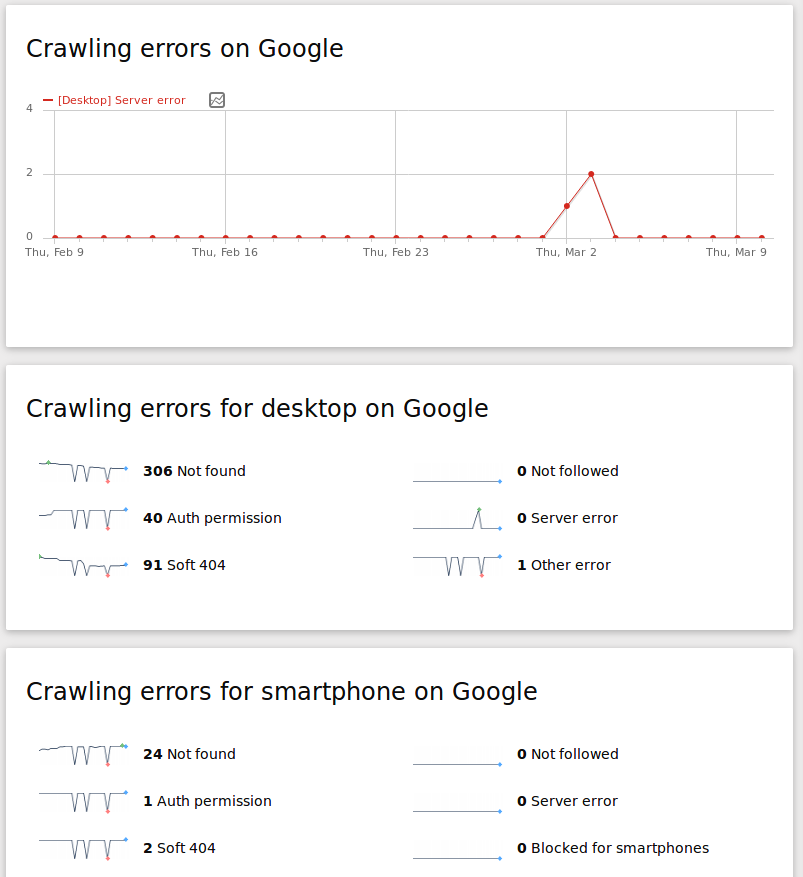 Crawling errors on Google
[Desktop] Server error
4
2
0
Thu, Feb 9 Thu, Feb 16 Thu, Feb 23 Thu, Mar 2 Thu, Mar 9
Crawling errors for desktop on Google
306 Not found 0 Not followed
40 Auth permission 0 Server error
91 Soft 404 1 Other error
Crawling errors for smartphone on Google
24 Not found 0 Not followed
1 Auth permission 0 Server error
2 Soft 404 0 Blocked for smartphones